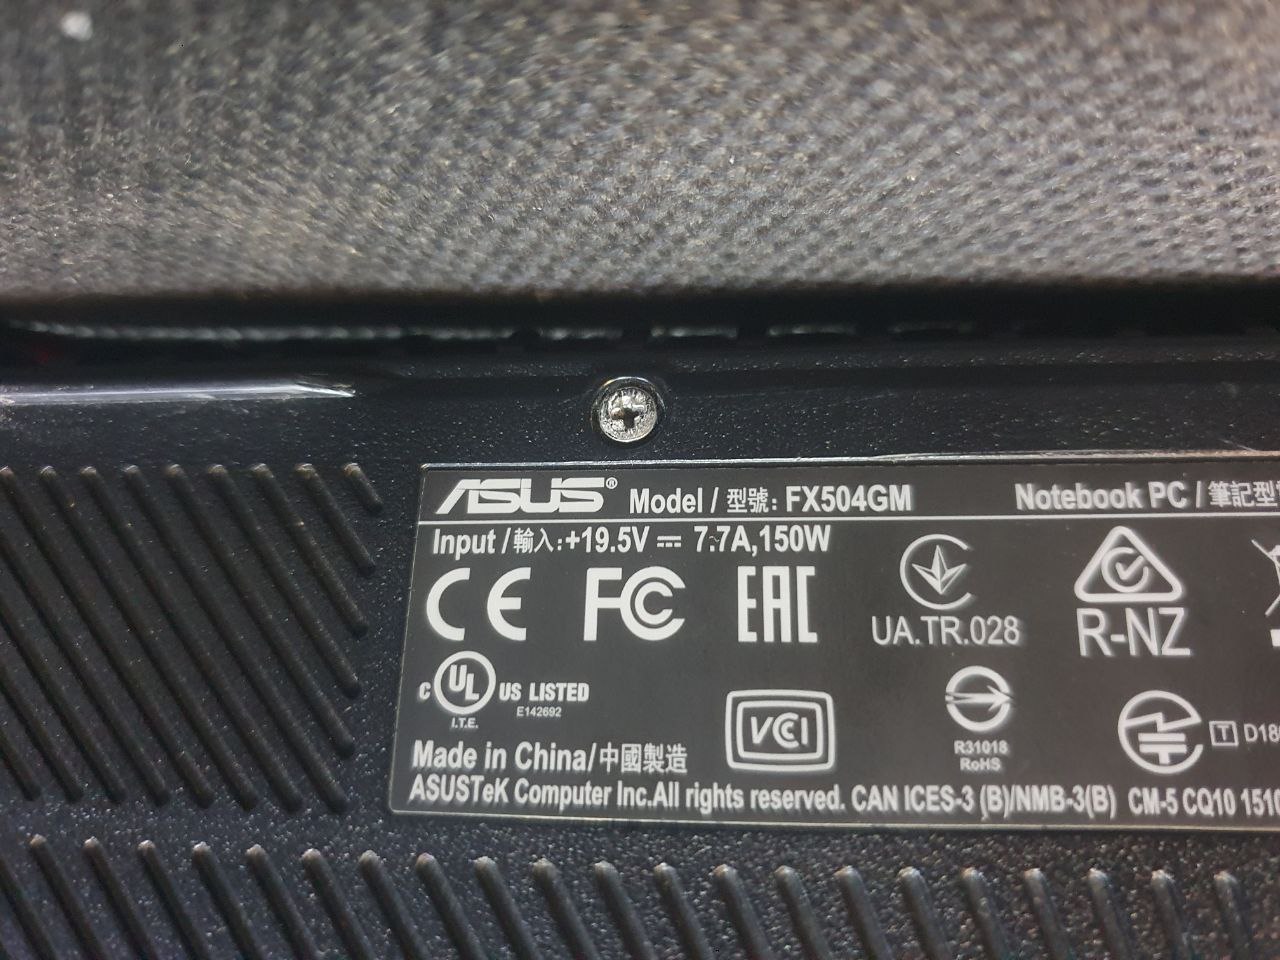 ASUS® Model / 型號: FX504GM Notebook PC / 筆記型
Input / 輸入: +19.5V ⎓ 7.7A,150W
CE FC EAC UA.TR.028 R-NZ
C UL US LISTED
I.T.E. E142692
VCI
R31018
RoHS
T D18
Made in China/中國製造
ASUSTeK Computer Inc.All rights reserved. CAN ICES-3 (B)/NMB-3(B) CM-5 CQ10 151